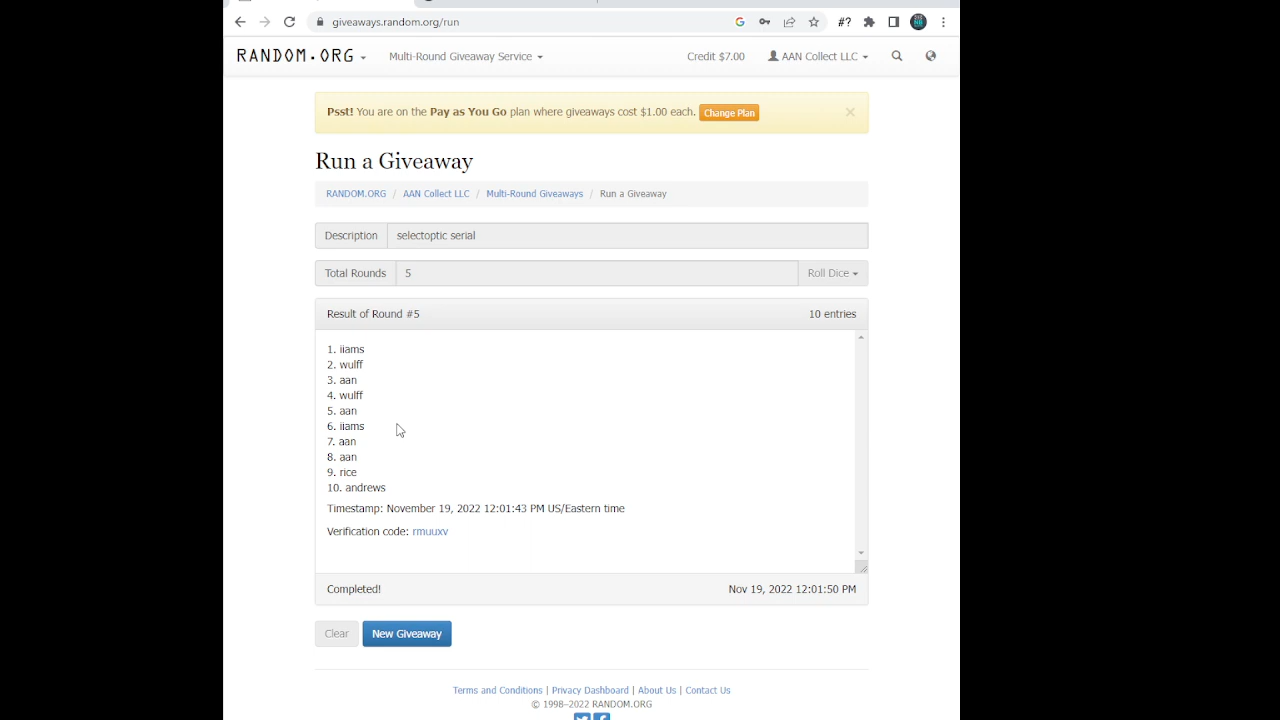 giveaways.random.org/run
#?
RANDOM.ORG Multi-Round Giveaway Service Credit $7.00 AAN Collect LLC
Psst! You are on the Pay as You Go plan where giveaways cost $1.00 each. Change Plan ×
Run a Giveaway
RANDOM.ORG / AAN Collect LLC / Multi-Round Giveaways / Run a Giveaway
Description selectoptic serial
Total Rounds 5 Roll Dice
Result of Round #5 10 entries
1. iiams
2. wulff
3. aan
4. wulff
5. aan
6. iiams
7. aan
8. aan
9. rice
10. andrews
Timestamp: November 19, 2022 12:01:43 PM US/Eastern time
Verification code: rmuuxv
Completed! Nov 19, 2022 12:01:50 PM
Clear New Giveaway
Terms and Conditions | Privacy Dashboard | About Us | Contact Us
© 1998–2022 RANDOM.ORG